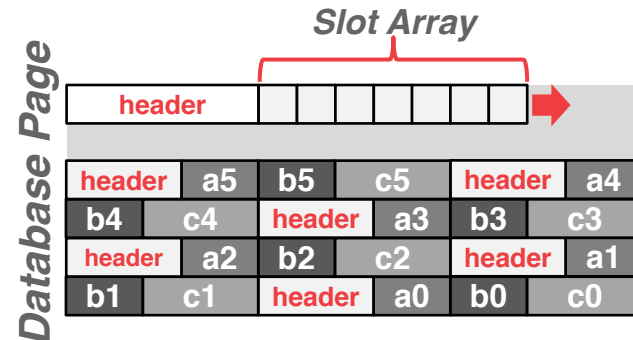 Slot Array
Database Page
header
header a5 b5 c5 header a4
b4 c4 header a3 b3 c3
header a2 b2 c2 header a1
b1 c1 header a0 b0 c0